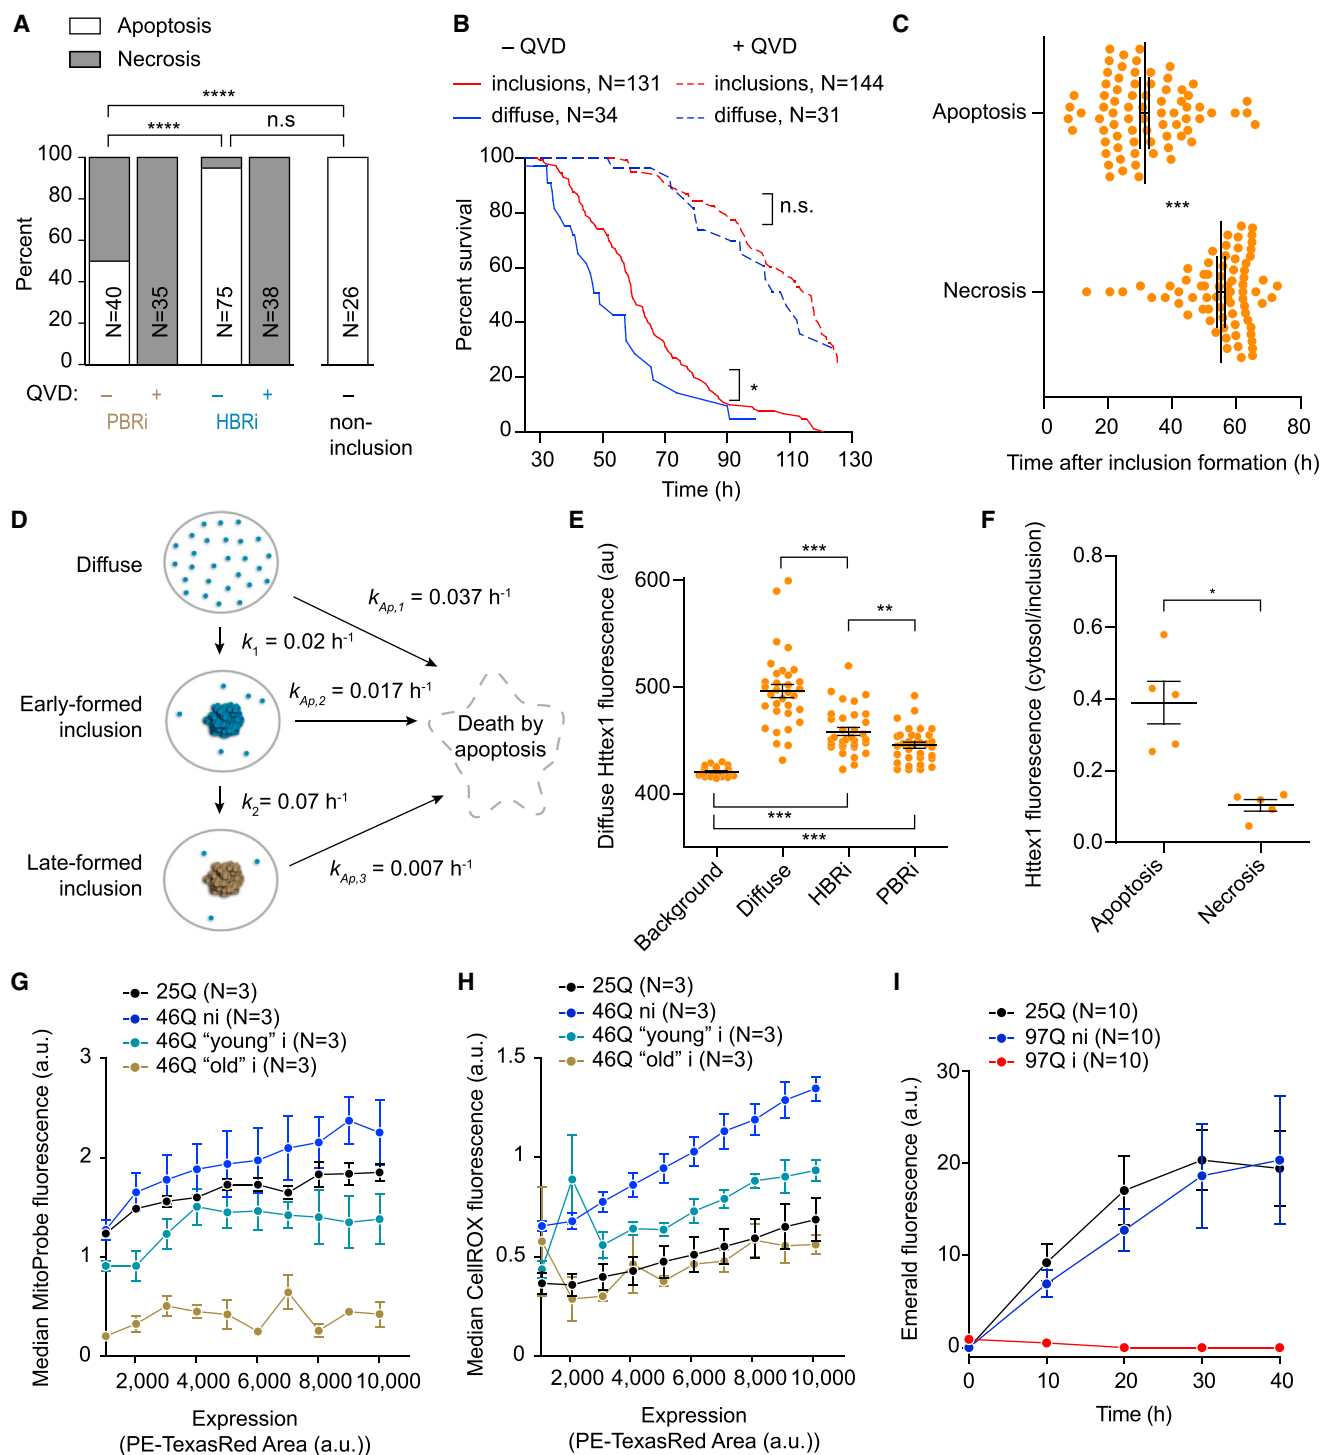 A
Apoptosis
Necrosis
****
****
n.s
100
80
60
40
20
0
Percent
N=40
N=35
N=75
N=38
N=26
QVD:
–
+
–
+
–
PBRi
HBRi
non-
inclusion
B
– QVD
+ QVD
inclusions, N=131
inclusions, N=144
diffuse, N=34
diffuse, N=31
100
80
60
40
20
0
Percent survival
n.s.
*
30
50
70
90
110
130
Time (h)
C
Apoptosis
***
Necrosis
0
20
40
60
80
Time after inclusion formation (h)
D
Diffuse
kAp,1 = 0.037 h-1
k1 = 0.02 h-1
Early-formed
inclusion
kAp,2 = 0.017 h-1
Death by
apoptosis
k2= 0.07 h-1
Late-formed
inclusion
kAp,3 = 0.007 h-1
E
Diffuse Httex1 fluorescence (au)
600
500
400
***
**
***
***
Background
Diffuse
HBRi
PBRi
F
Httex1 fluorescence (cytosol/inclusion)
0.8
0.6
0.4
0.2
0.0
*
Apoptosis
Necrosis
G
25Q (N=3)
46Q ni (N=3)
46Q “young” i (N=3)
46Q “old” i (N=3)
Median MitoProbe fluorescence (a.u.)
3
2
1
0
2,000
4,000
6,000
8,000
10,000
Expression
(PE-TexasRed Area (a.u.))
H
25Q (N=3)
46Q ni (N=3)
46Q “young” i (N=3)
46Q “old” i (N=3)
Median CellROX fluorescence (a.u.)
1.5
1
0.5
0
2,000
4,000
6,000
8,000
10,000
Expression
(PE-TexasRed Area (a.u.))
I
25Q (N=10)
97Q ni (N=10)
97Q i (N=10)
Emerald fluorescence (a.u.)
30
20
10
0
0
10
20
30
40
Time (h)